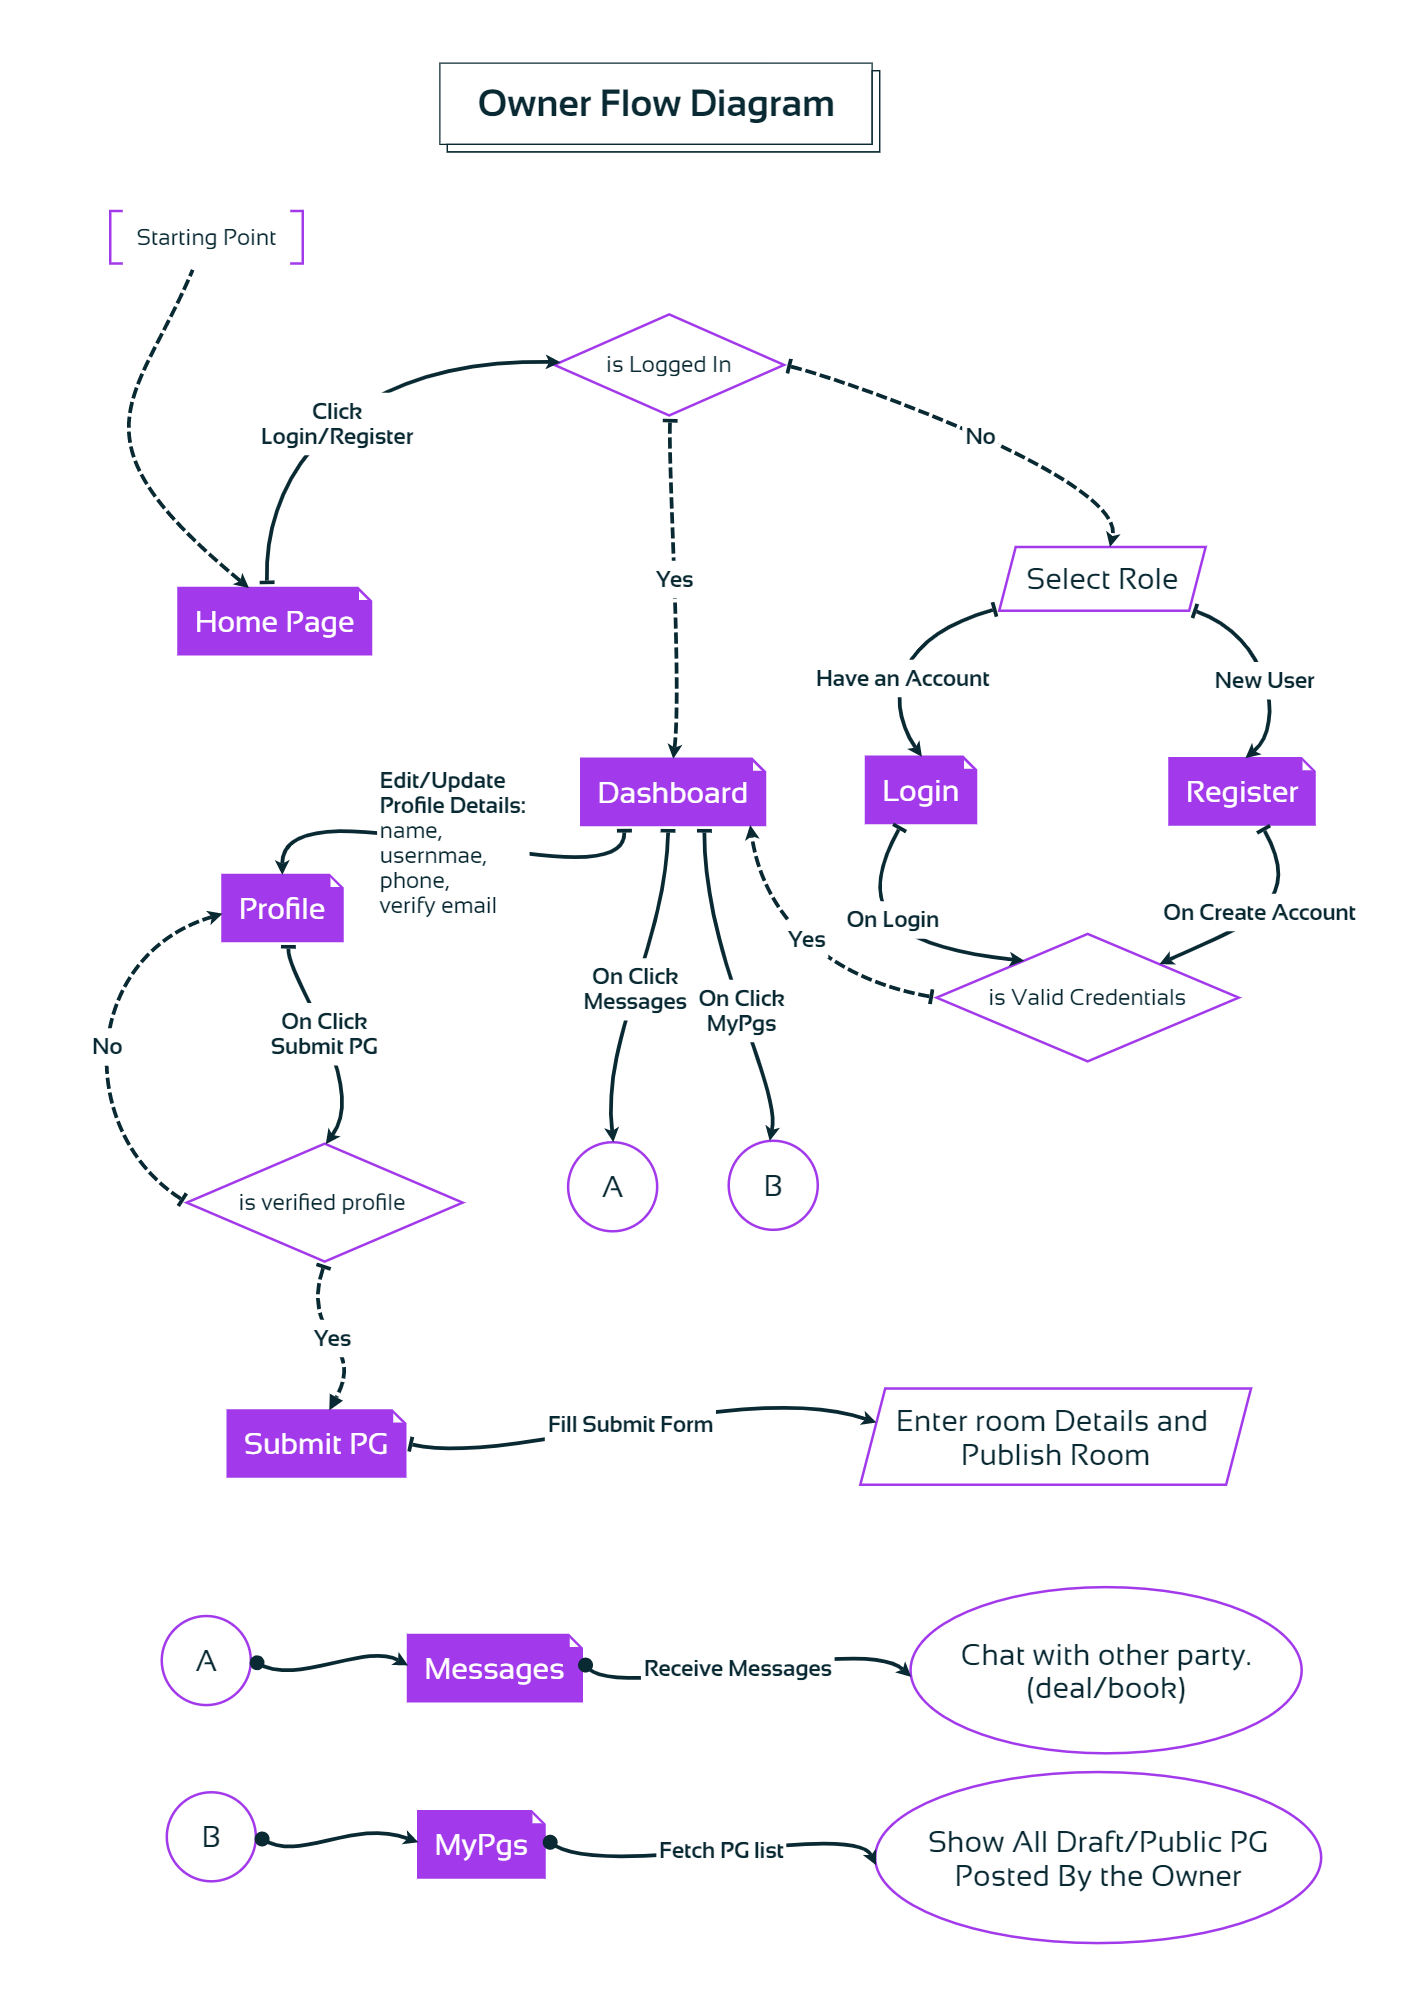 Owner Flow Diagram
Starting Point
is Logged In
Click
Login/Register
No
Yes
Select Role
Home Page
Have an Account
New User
Dashboard
Login
Register
Edit/Update
Profile Details:
name,
usernmae,
phone,
verify email
Profile
On Login
On Create Account
Yes
On Click
Messages
On Click
MyPgs
is Valid Credentials
No
On Click
Submit PG
A
B
is verified profile
Yes
Submit PG
Fill Submit Form
Enter room Details and
Publish Room
A
Messages
Receive Messages
Chat with other party.
(deal/book)
B
MyPgs
Fetch PG list
Show All Draft/Public PG
Posted By the Owner